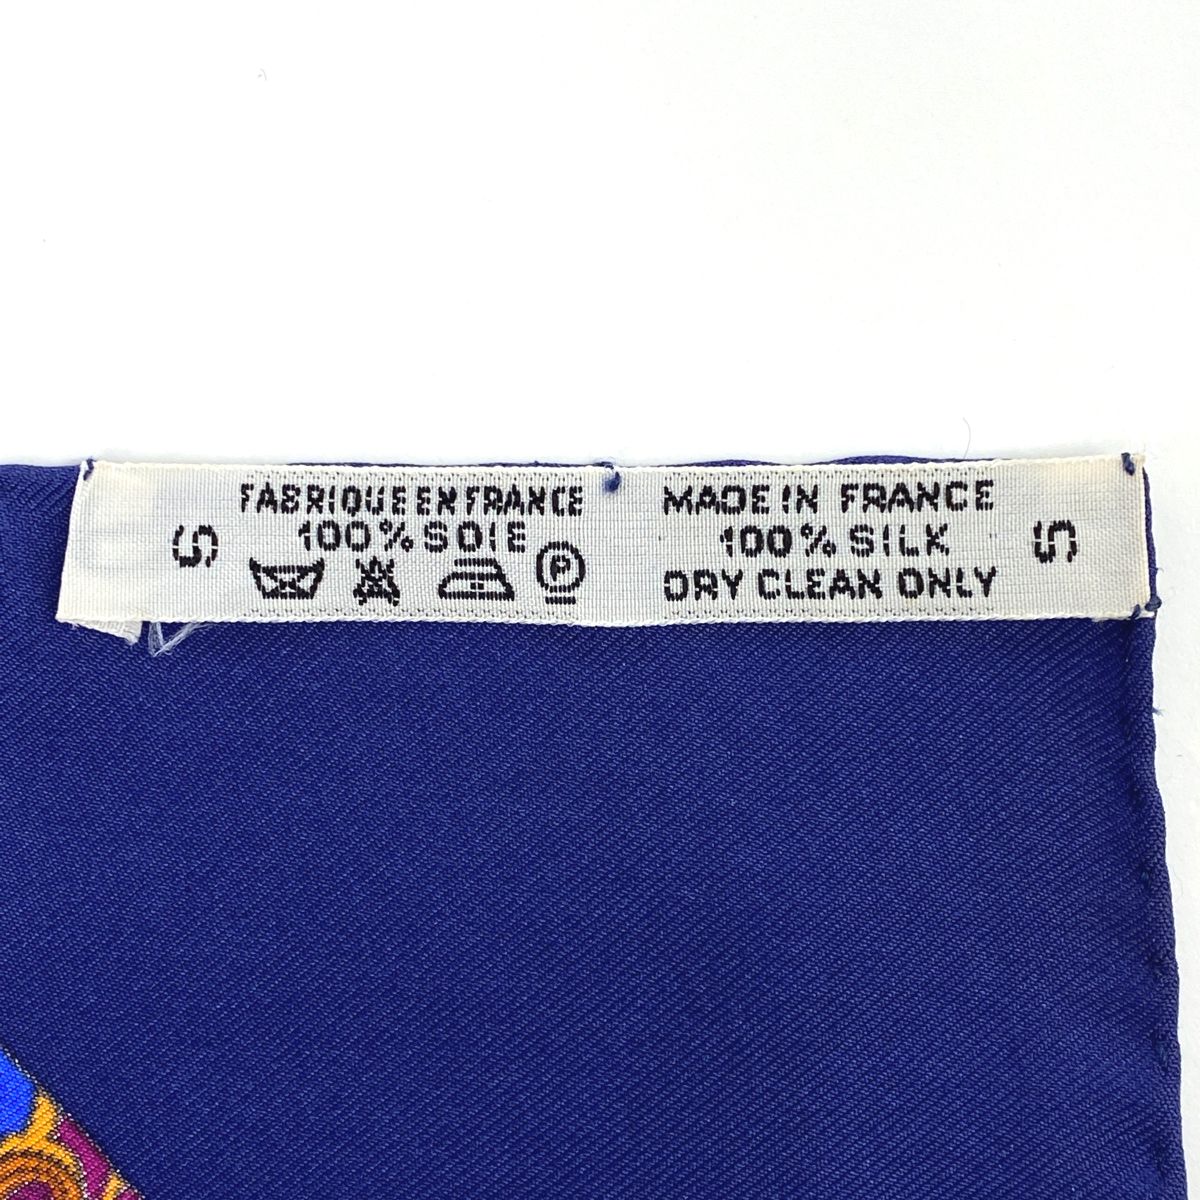 FABRIQUE EN FRANCE
100% SOIE
P
S
MADE IN FRANCE
100% SILK
DRY CLEAN ONLY
S